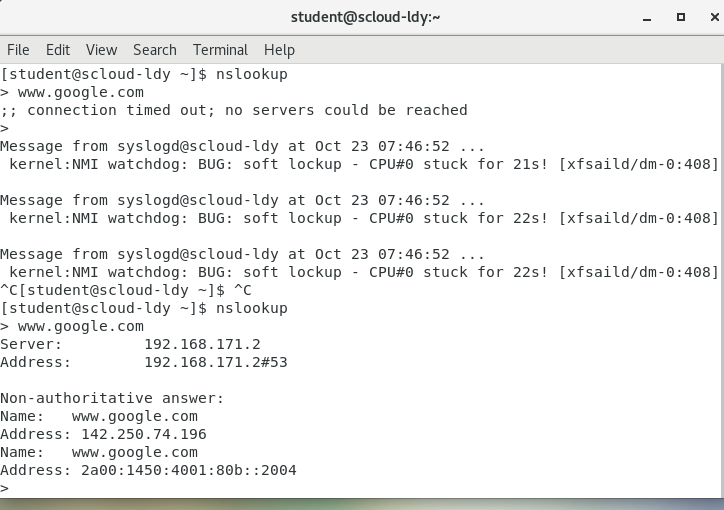 student@scloud-ldy:~
File Edit View Search Terminal Help
[student@scloud-ldy ~]$ nslookup
> www.google.com
;; connection timed out; no servers could be reached
>
Message from syslogd@scloud-ldy at Oct 23 07:46:52 ...
 kernel:NMI watchdog: BUG: soft lockup - CPU#0 stuck for 21s! [xfsaild/dm-0:408]

Message from syslogd@scloud-ldy at Oct 23 07:46:52 ...
 kernel:NMI watchdog: BUG: soft lockup - CPU#0 stuck for 22s! [xfsaild/dm-0:408]

Message from syslogd@scloud-ldy at Oct 23 07:46:52 ...
 kernel:NMI watchdog: BUG: soft lockup - CPU#0 stuck for 22s! [xfsaild/dm-0:408]
^C[student@scloud-ldy ~]$ ^C
[student@scloud-ldy ~]$ nslookup
> www.google.com
Server:         192.168.171.2
Address:        192.168.171.2#53

Non-authoritative answer:
Name:   www.google.com
Address: 142.250.74.196
Name:   www.google.com
Address: 2a00:1450:4001:80b::2004
>